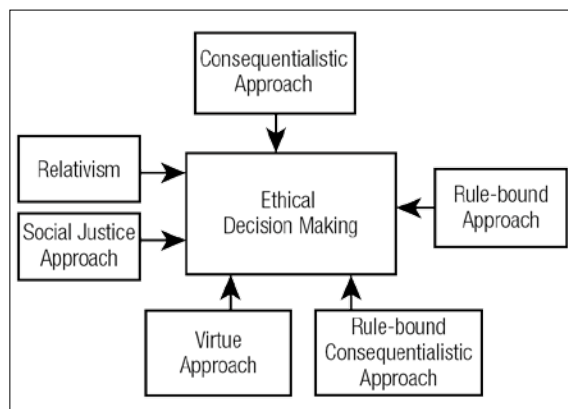 Consequentialistic
Approach
Relativism
Ethical
Decision Making
Rule-bound
Approach
Social Justice
Approach
Virtue
Approach
Rule-bound
Consequentialistic
Approach